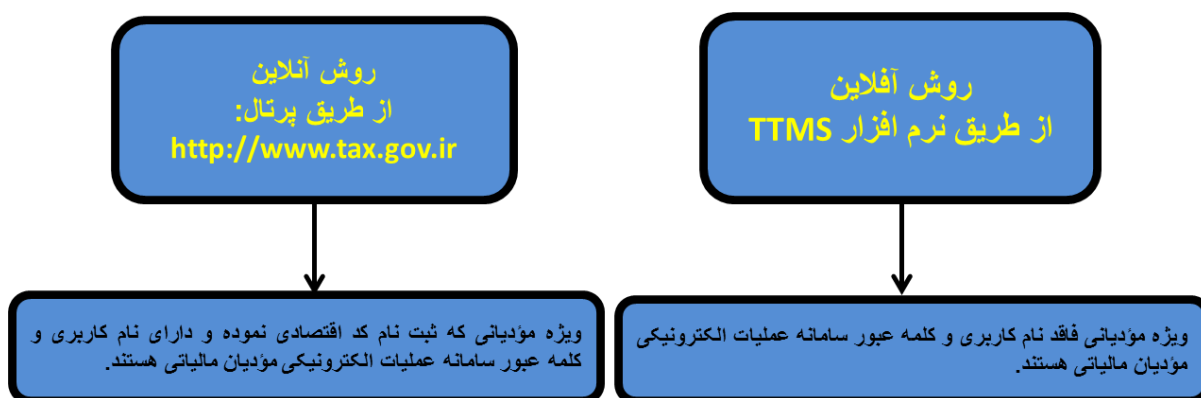 روش آفلاین
از طریق نرم افزار TTMS
ویژه مؤدیانی فاقد نام کاربری و کلمه عبور سامانه عملیات الکترونیکی
مؤدیان مالیاتی هستند.
روش آنلاین
از طریق پرتال:
http://www.tax.gov.ir
ویژه مؤدیانی که ثبت نام کد اقتصادی نموده و دارای نام کاربری و
کلمه عبور سامانه عملیات الکترونیکی مؤدیان مالیاتی هستند.